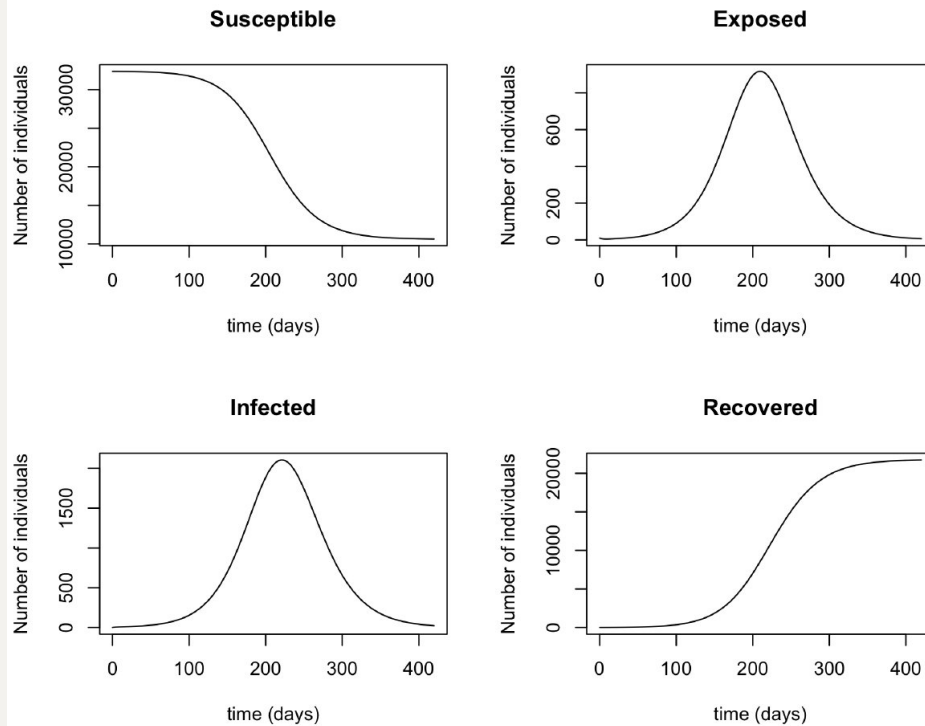 Susceptible
Number of individuals
10000 20000 30000
0 100 200 300 400
time (days)
Exposed
Number of individuals
0 200 600
0 100 200 300 400
time (days)
Infected
Number of individuals
0 500 1500
0 100 200 300 400
time (days)
Recovered
Number of individuals
0 10000 20000
0 100 200 300 400
time (days)